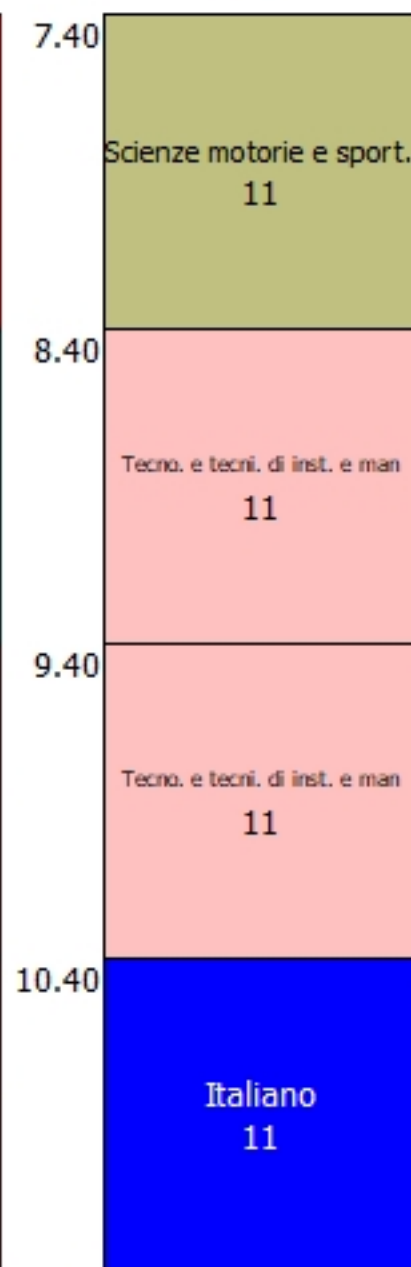 7.40
Scienze motorie e sport.
11
8.40
Tecno. e tecni. di inst. e man
11
9.40
Tecno. e tecni. di inst. e man
11
10.40
Italiano
11